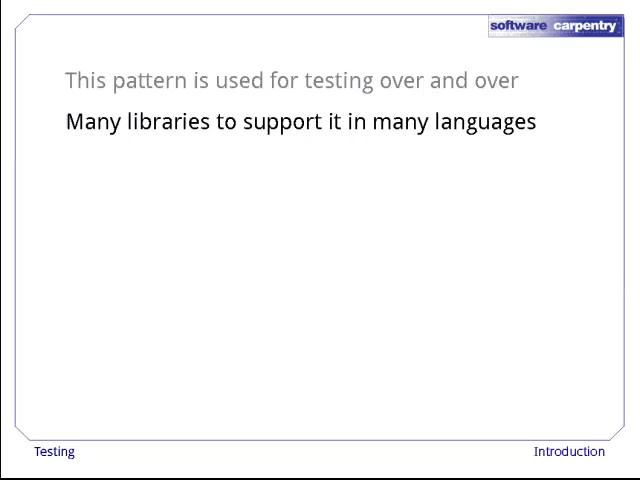 software carpentry
This pattern is used for testing over and over
Many libraries to support it in many languages
Testing
Introduction